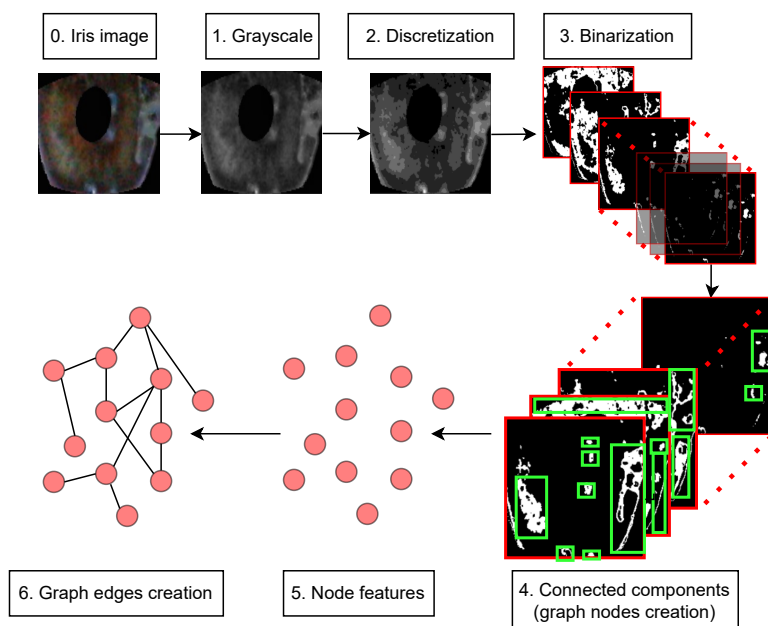 0. Iris image
1. Grayscale
2. Discretization
3. Binarization
6. Graph edges creation
5. Node features
4. Connected components
(graph nodes creation)